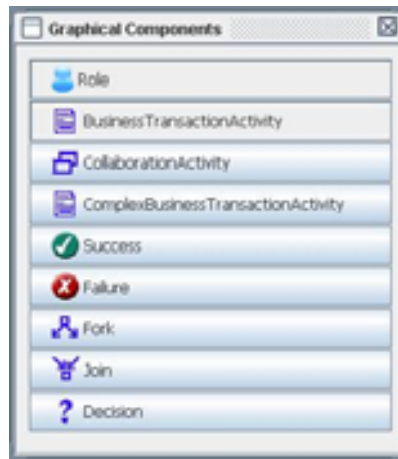 Graphical Components
Role
BusinessTransactionActivity
CollaborationActivity
ComplexBusinessTransactionActivity
Success
Failure
Fork
Join
Decision